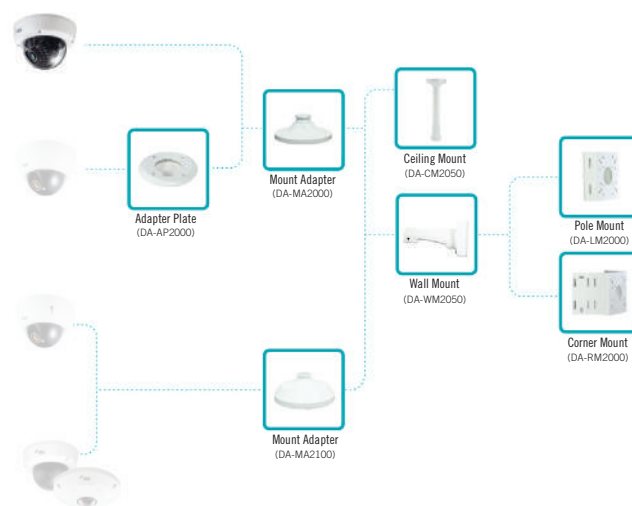 Ceiling Mount
(DA-CM2050)
Mount Adapter
(DA-MA2000)
Adapter Plate
(DA-AP2000)
Pole Mount
(DA-LM2000)
Wall Mount
(DA-WM2050)
Corner Mount
(DA-RM2000)
Mount Adapter
(DA-MA2100)